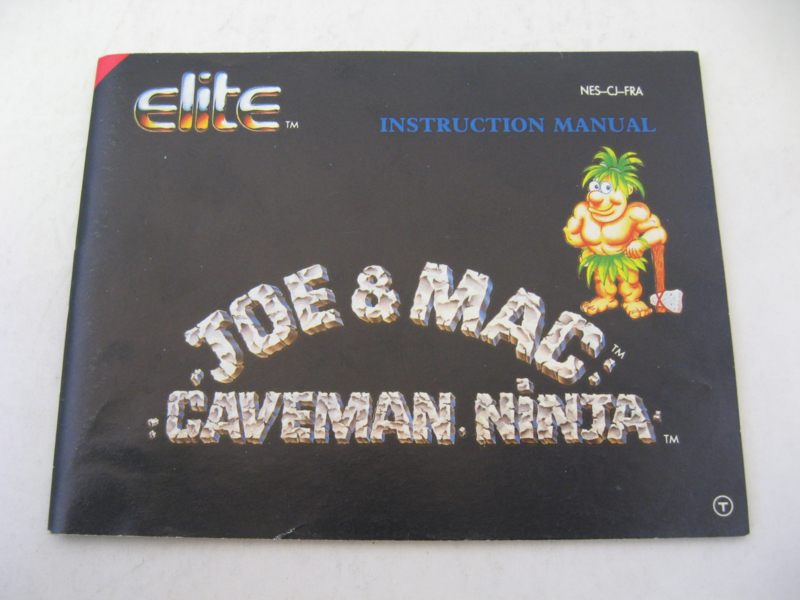 elite™
NES–CJ–FRA
INSTRUCTION MANUAL
JOE & MAC™
CAVEMAN NINJA™
T